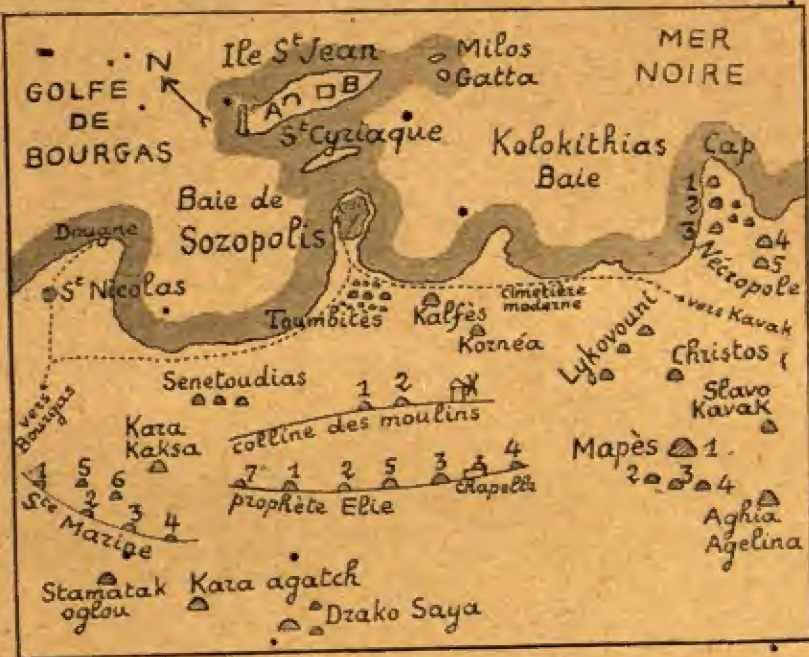 N
GOLFE
DE
BOURGAS
Ile St Jean
A B
St Cyriaque
Milos
Gatta
MER
NOIRE
Kolokithias
Baie
Cap
1
2
3
4
5
Nécropole
Baie de
Sozopolis
Douane
St Nicolas
Toumbitès
Kalfès
Kornéa
Cimetière
moderne
vers Kavak
Lykovouni
Christos
Slavo
Kavak
vers
Bourgas
Senetoudias
1 2
colline des moulins
Kara
Kaksa
7 1 2 5 3 4
Chapelle
prophète Elie
Mapès 1
2 3 4
Aghia
Agelina
1 5 6
2 3 4
Ste Marine
Stamatak
oglou
Kara agatch
Drako Saya